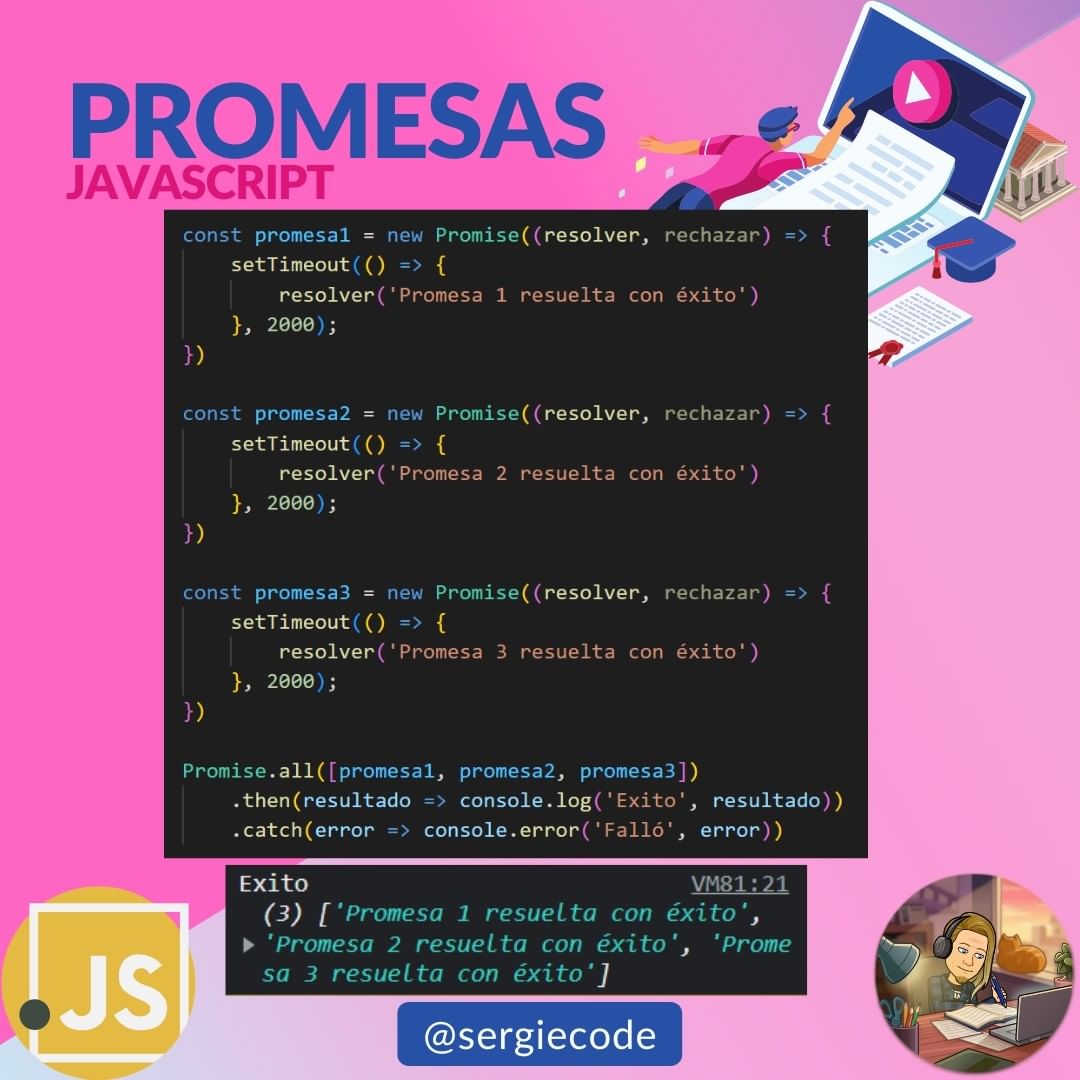 PROMESAS
JAVASCRIPT
const promesa1 = new Promise((resolver, rechazar) => {
    setTimeout(() => {
        resolver('Promesa 1 resuelta con éxito')
    }, 2000);
})
const promesa2 = new Promise((resolver, rechazar) => {
    setTimeout(() => {
        resolver('Promesa 2 resuelta con éxito')
    }, 2000);
})
const promesa3 = new Promise((resolver, rechazar) => {
    setTimeout(() => {
        resolver('Promesa 3 resuelta con éxito')
    }, 2000);
})
Promise.all([promesa1, promesa2, promesa3])
    .then(resultado => console.log('Exito', resultado))
    .catch(error => console.error('Falló', error))
Exito VM81:21
(3) ['Promesa 1 resuelta con éxito',
'Promesa 2 resuelta con éxito', 'Prome
sa 3 resuelta con éxito']
.JS
@sergiecode